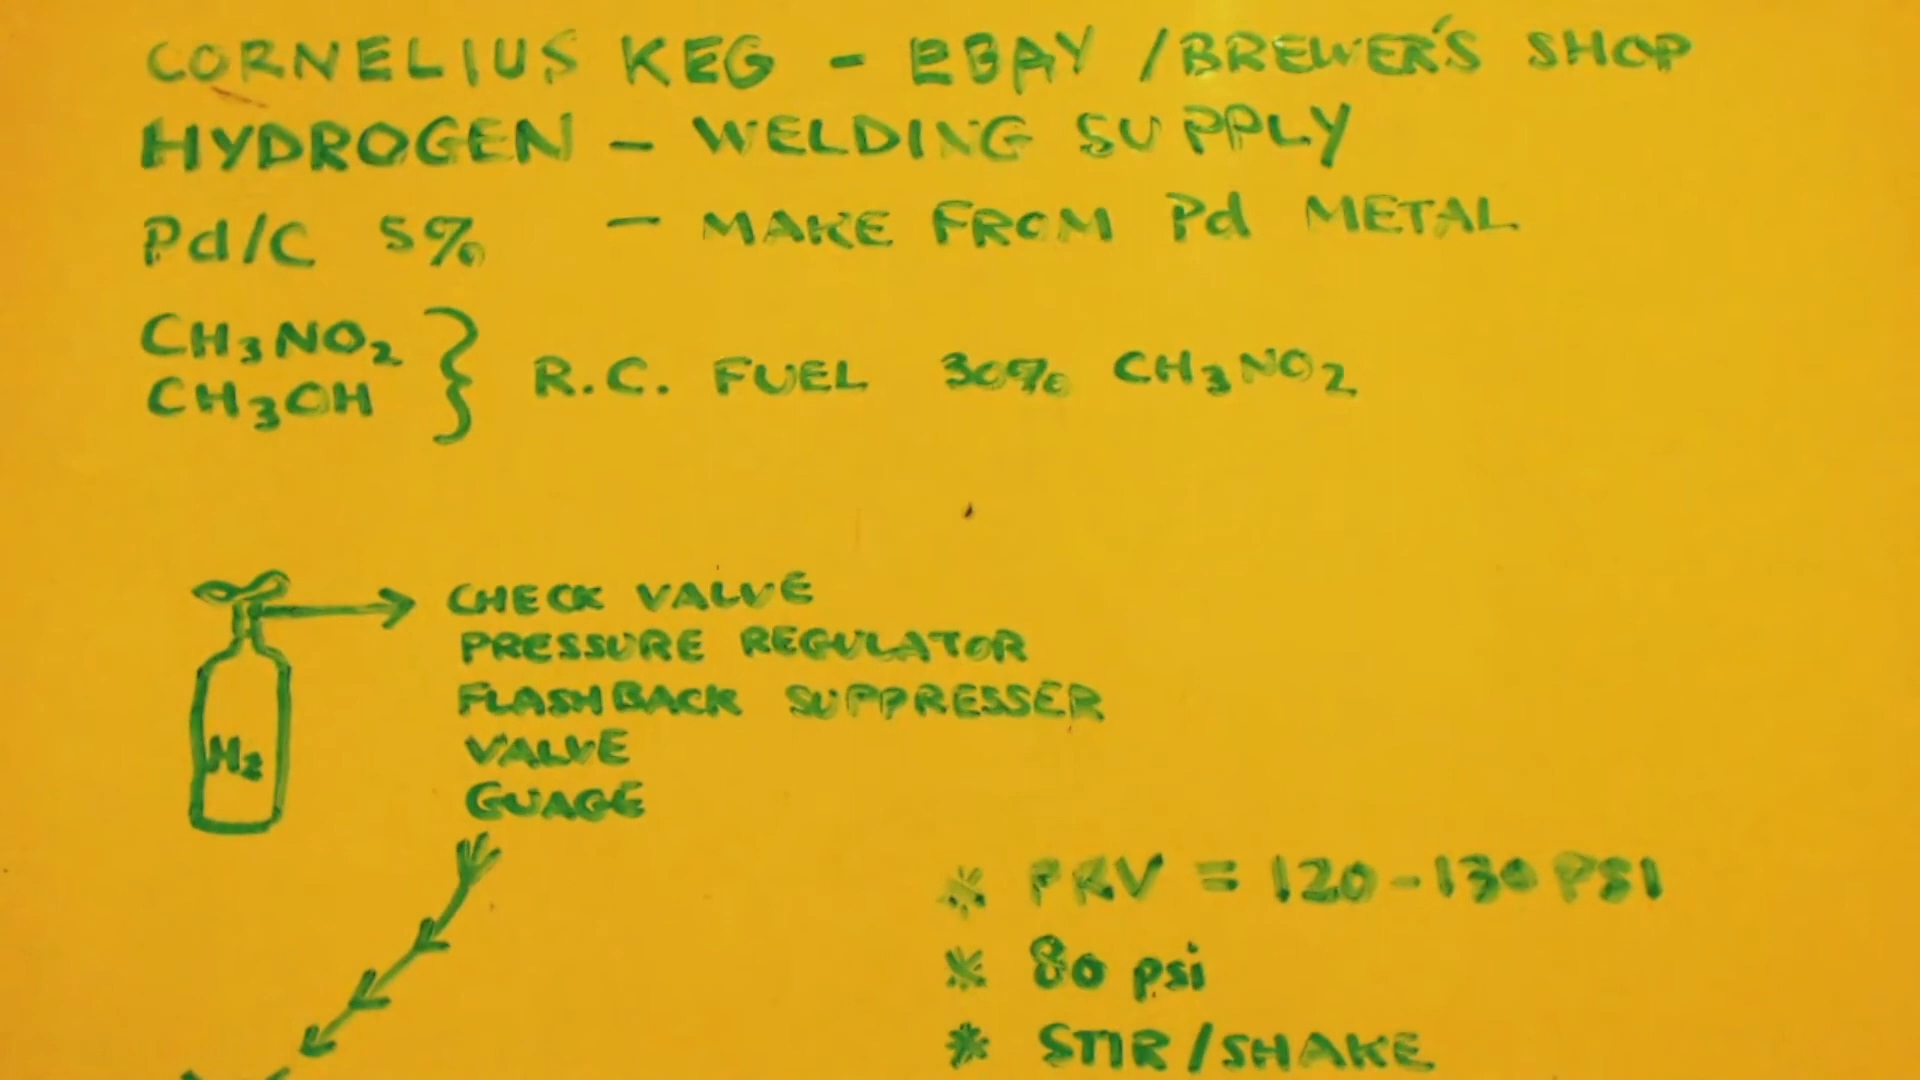 CORNELIUS KEG - EBAY / BREWER'S SHOP
HYDROGEN - WELDING SUPPLY
Pd/C 5% - MAKE FROM Pd METAL
CH3NO2
CH3OH
R.C. FUEL 30% CH3NO2
CHECK VALVE
PRESSURE REGULATOR
FLASHBACK SUPPRESSER
VALVE
GUAGE
H2
* PRV = 120-130 PSI
* 80 psi
* STIR/SHAKE